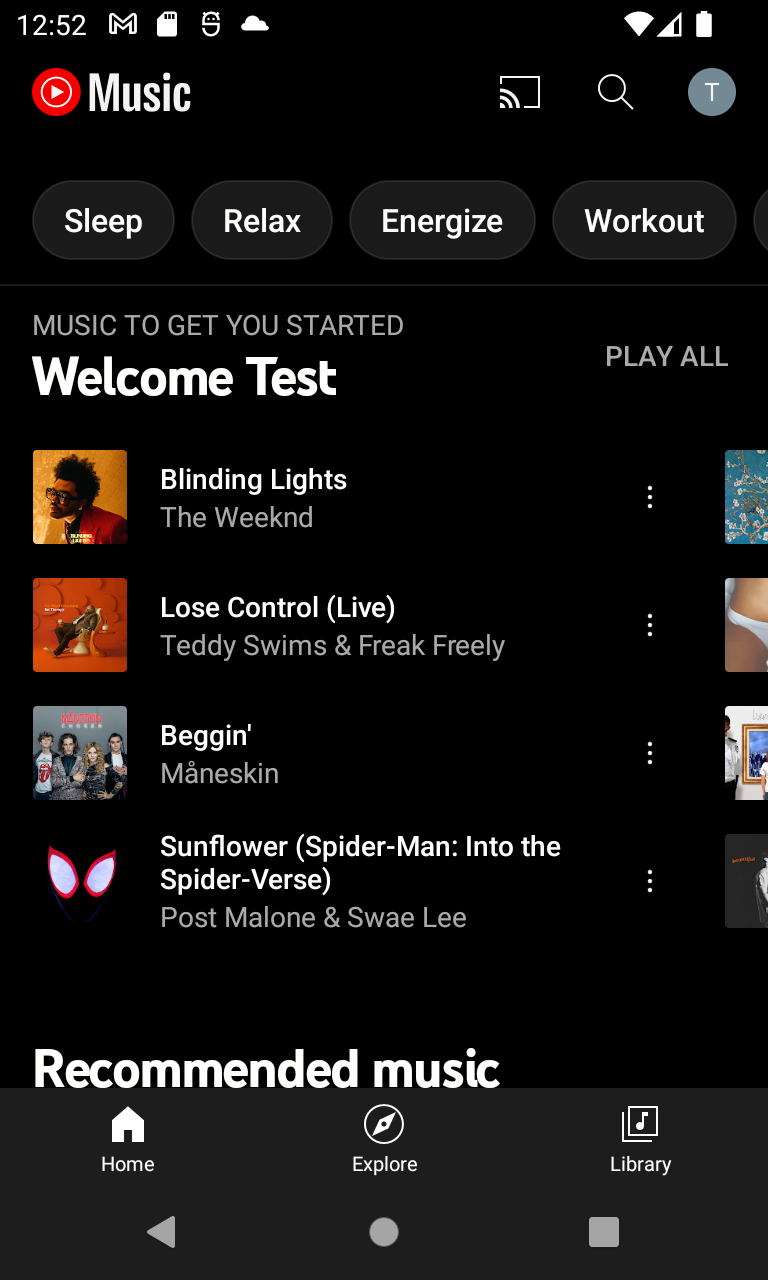 12:52
Music
T
Sleep
Relax
Energize
Workout
MUSIC TO GET YOU STARTED
Welcome Test
PLAY ALL
Blinding Lights
The Weeknd
Lose Control (Live)
Teddy Swims & Freak Freely
Beggin'
Måneskin
Sunflower (Spider-Man: Into the
Spider-Verse)
Post Malone & Swae Lee
Recommended music
Home
Explore
Library